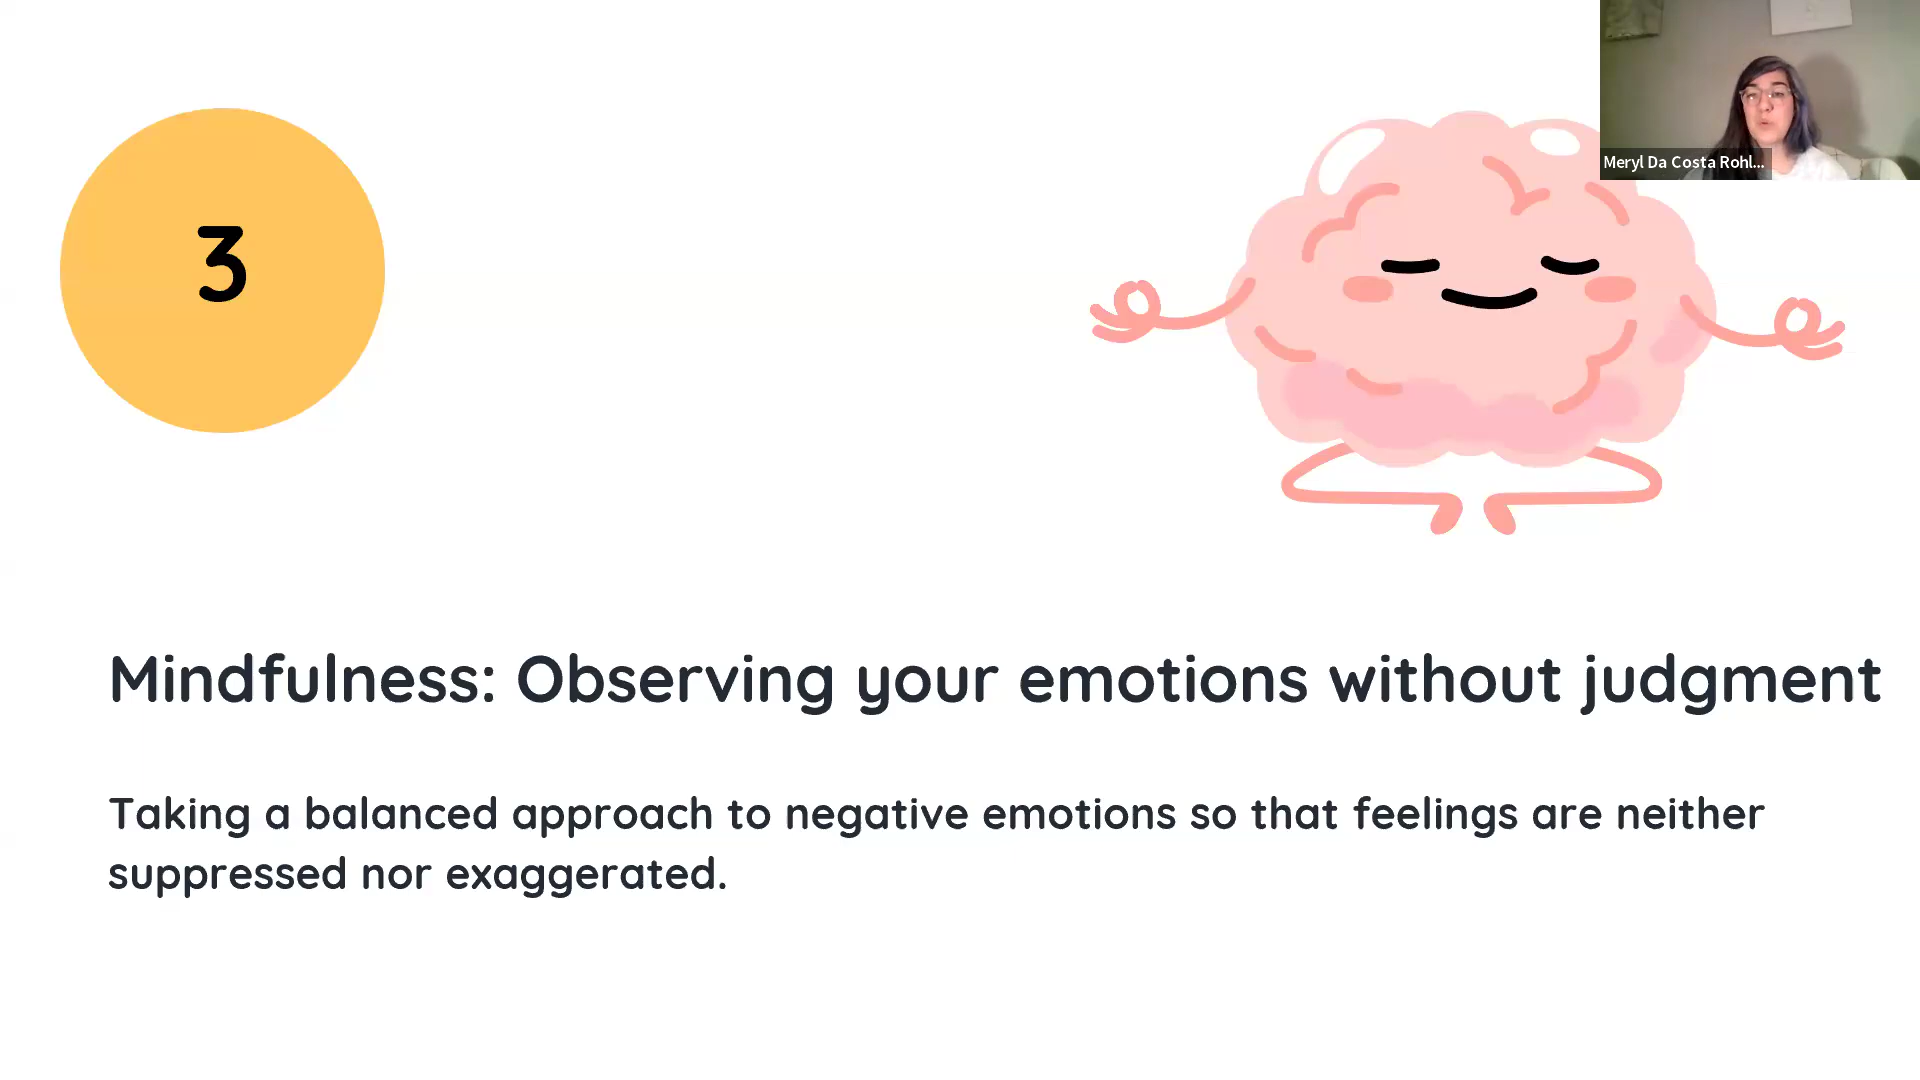 Meryl Da Costa Rohl...
3
Mindfulness: Observing your emotions without judgment
Taking a balanced approach to negative emotions so that feelings are neither
suppressed nor exaggerated.